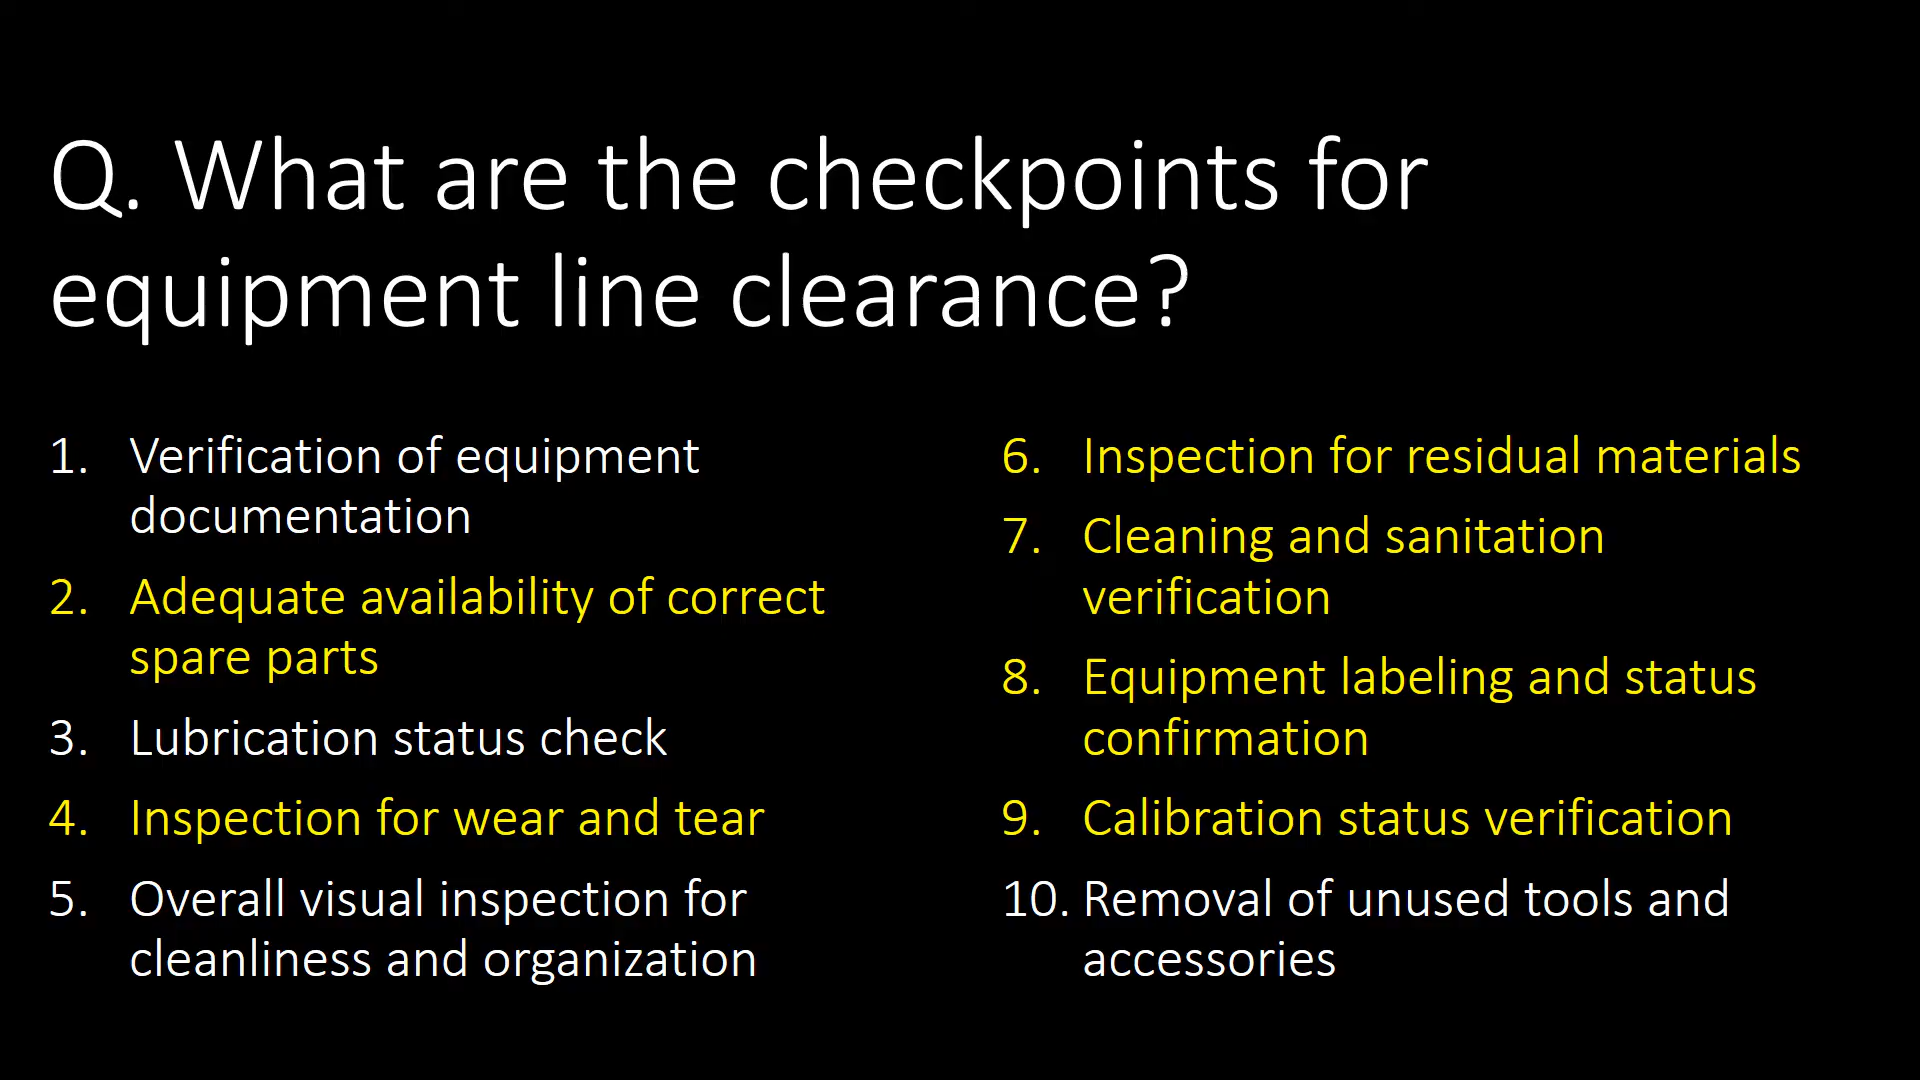 Q. What are the checkpoints for
equipment line clearance?
1. Verification of equipment
documentation
2. Adequate availability of correct
spare parts
3. Lubrication status check
4. Inspection for wear and tear
5. Overall visual inspection for
cleanliness and organization
6. Inspection for residual materials
7. Cleaning and sanitation
verification
8. Equipment labeling and status
confirmation
9. Calibration status verification
10. Removal of unused tools and
accessories